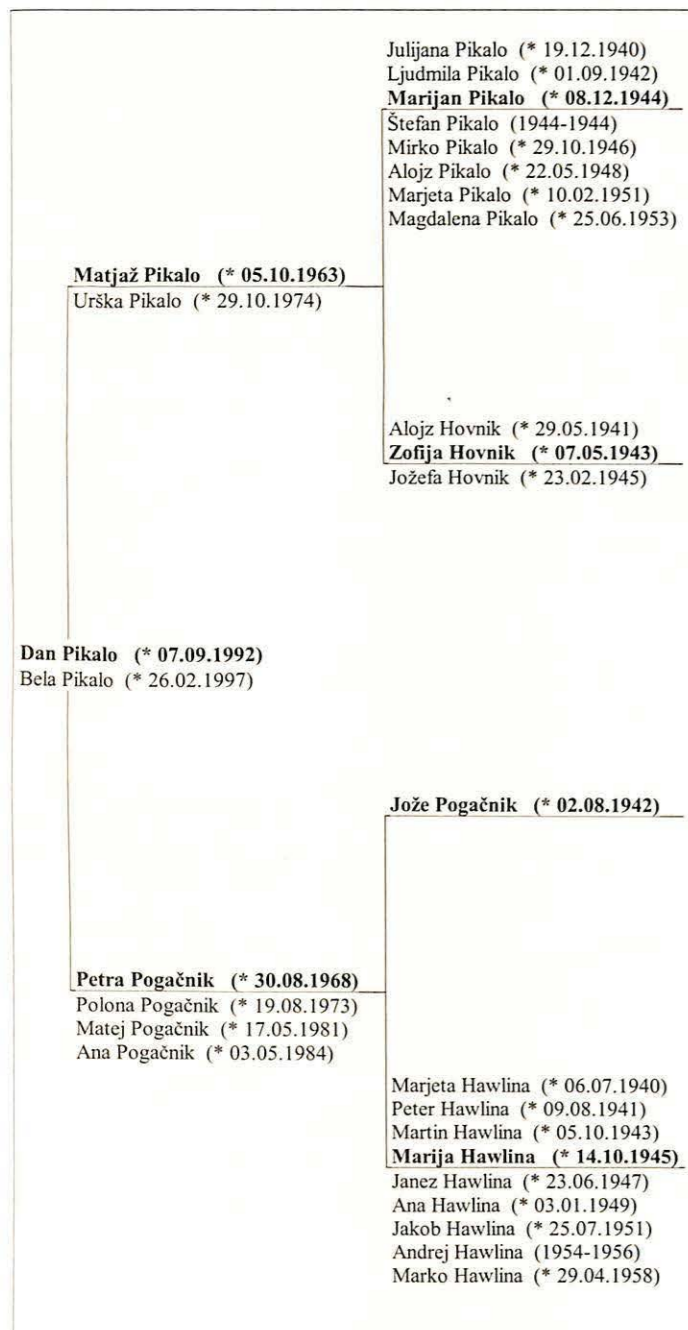 Julijana Pikalo (* 19.12.1940)
Ljudmila Pikalo (* 01.09.1942)
Marijan Pikalo (* 08.12.1944)
Štefan Pikalo (1944-1944)
Mirko Pikalo (* 29.10.1946)
Alojz Pikalo (* 22.05.1948)
Marjeta Pikalo (* 10.02.1951)
Magdalena Pikalo (* 25.06.1953)
Matjaž Pikalo (* 05.10.1963)
Urška Pikalo (* 29.10.1974)
Alojz Hovnik (* 29.05.1941)
Zofija Hovnik (* 07.05.1943)
Jožefa Hovnik (* 23.02.1945)
Dan Pikalo (* 07.09.1992)
Bela Pikalo (* 26.02.1997)
Jože Pogačnik (* 02.08.1942)
Petra Pogačnik (* 30.08.1968)
Polona Pogačnik (* 19.08.1973)
Matej Pogačnik (* 17.05.1981)
Ana Pogačnik (* 03.05.1984)
Marjeta Hawlina (* 06.07.1940)
Peter Hawlina (* 09.08.1941)
Martin Hawlina (* 05.10.1943)
Marija Hawlina (* 14.10.1945)
Janez Hawlina (* 23.06.1947)
Ana Hawlina (* 03.01.1949)
Jakob Hawlina (* 25.07.1951)
Andrej Hawlina (1954-1956)
Marko Hawlina (* 29.04.1958)